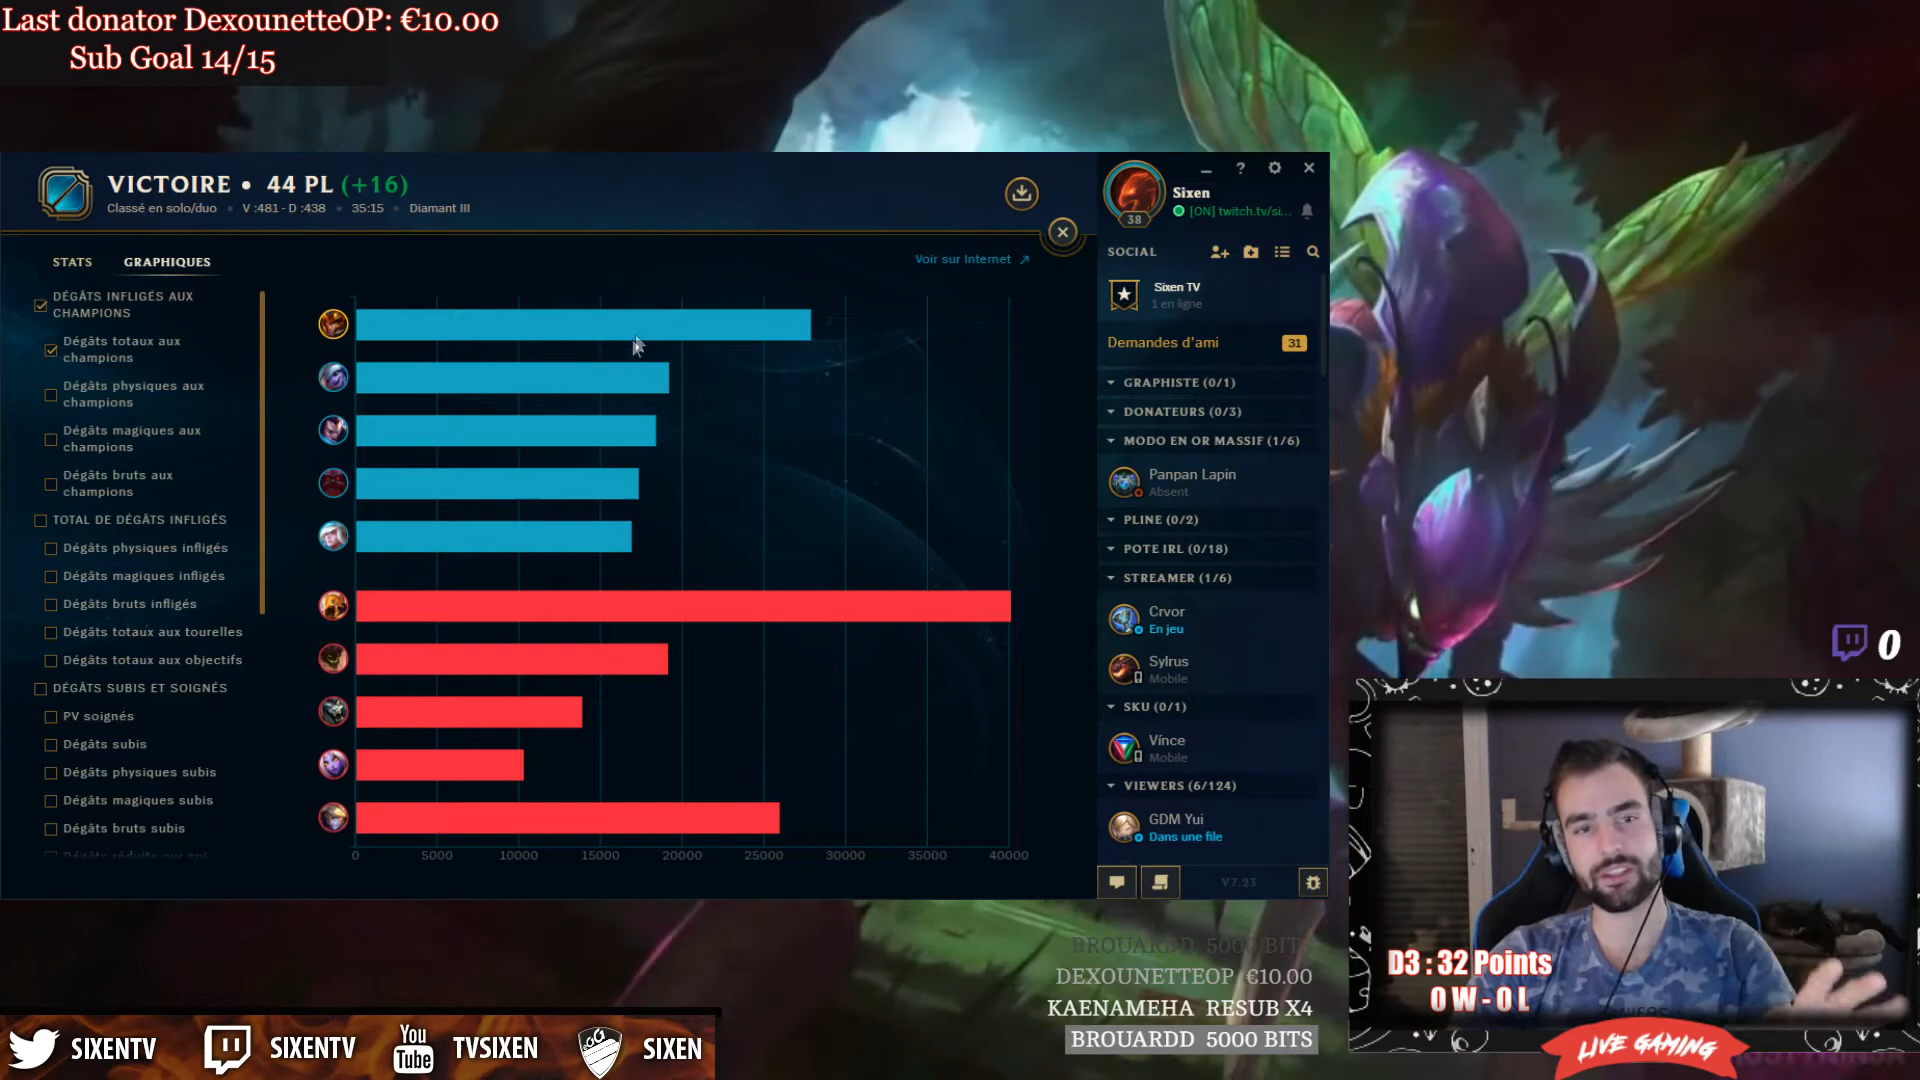 Last donator DexounetteOP: €10.00
Sub Goal 14/15
VICTOIRE • 44 PL (+16)
Classé en solo/duo • V :481 - D :438 • 35:15 • Diamant III
STATS
GRAPHIQUES
Voir sur Internet
DÉGÂTS INFLIGÉS AUX
CHAMPIONS
Dégâts totaux aux
champions
Dégâts physiques aux
champions
Dégâts magiques aux
champions
Dégâts bruts aux
champions
TOTAL DE DÉGÂTS INFLIGÉS
Dégâts physiques infligés
Dégâts magiques infligés
Dégâts bruts infligés
Dégâts totaux aux tourelles
Dégâts totaux aux objectifs
DÉGÂTS SUBIS ET SOIGNÉS
PV soignés
Dégâts subis
Dégâts physiques subis
Dégâts magiques subis
Dégâts bruts subis
0 5000 10000 15000 20000 25000 30000 35000 40000
?
38
Sixen
[ON] twitch.tv/si...
SOCIAL
Sixen TV
1 en ligne
Demandes d'ami 31
GRAPHISTE (0/1)
DONATEURS (0/3)
MODO EN OR MASSIF (1/6)
Panpan Lapin
Absent
PLINE (0/2)
POTE IRL (0/18)
STREAMER (1/6)
Crvor
En jeu
Sylrus
Mobile
SKU (0/1)
Vínce
Mobile
VIEWERS (6/124)
GDM Yui
Dans une file
V7.23
0
BROUARDD 5000 BITS
DEXOUNETTEOP €10.00
KAENAMEHA RESUB X4
BROUARDD 5000 BITS
D3 : 32 Points
0 W - 0 L
LIVE GAMING
SIXENTV
SIXENTV
You
Tube
TVSIXEN
SIXEN